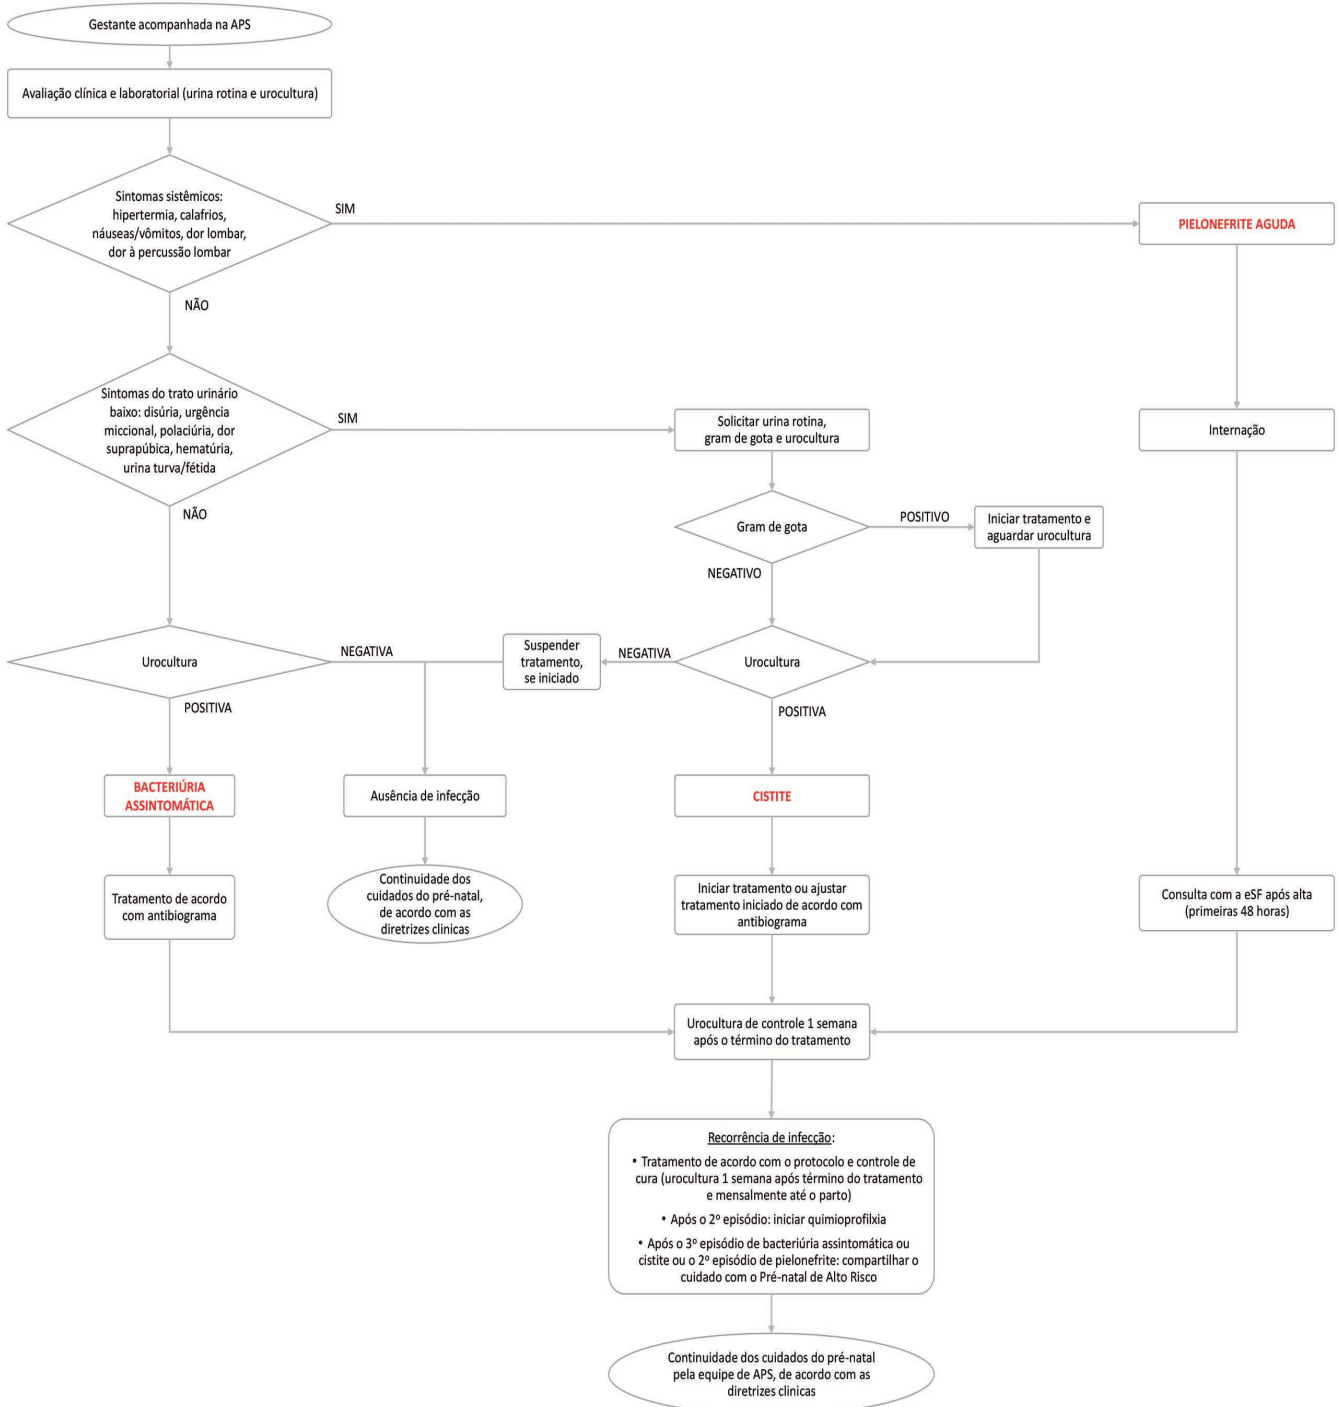 Gestante acompanhada na APS
Avaliação clínica e laboratorial (urina rotina e urocultura)
Sintomas sistêmicos:
hipertermia, calafrios,
náuseas/vômitos, dor lombar,
dor à percussão lombar
SIM
PIELONEFRITE AGUDA
NÃO
Sintomas do trato urinário
baixo: disúria, urgência
miccional, polaciúria, dor
suprapúbica, hematúria,
urina turva/fétida
SIM
Solicitar urina rotina,
gram de gota e urocultura
Internação
NÃO
Gram de gota
POSITIVO
Iniciar tratamento e
aguardar urocultura
NEGATIVO
Urocultura
NEGATIVA
Suspender
tratamento,
se iniciado
NEGATIVA
Urocultura
POSITIVA
POSITIVA
BACTERIÚRIA
ASSINTOMÁTICA
Ausência de infecção
CISTITE
Tratamento de acordo
com antibiograma
Continuidade dos
cuidados do pré-natal,
de acordo com as
diretrizes clinicas
Iniciar tratamento ou ajustar
tratamento iniciado de acordo com
antibiograma
Consulta com a eSF após alta
(primeiras 48 horas)
Urocultura de controle 1 semana
após o término do tratamento
Recorrência de infecção:
• Tratamento de acordo com o protocolo e controle de
cura (urocultura 1 semana após término do tratamento
e mensalmente até o parto)
• Após o 2º episódio: iniciar quimioprofilxia
• Após o 3º episódio de bacteriúria assintomática ou
cistite ou o 2º episódio de pielonefrite: compartilhar o
cuidado com o Pré-natal de Alto Risco
Continuidade dos cuidados do pré-natal
pela equipe de APS, de acordo com as
diretrizes clinicas